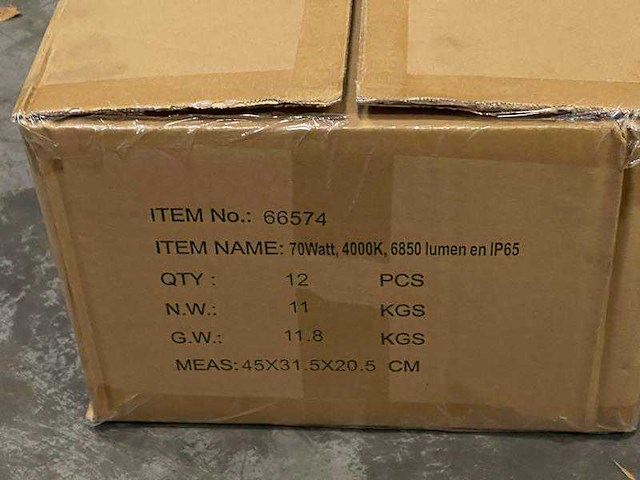 ITEM No.: 66574
ITEM NAME: 70Watt, 4000K, 6850 lumen en IP65
QTY : 12 PCS
N.W.: 11 KGS
G.W.: 11.8 KGS
MEAS: 45X31.5X20.5 CM